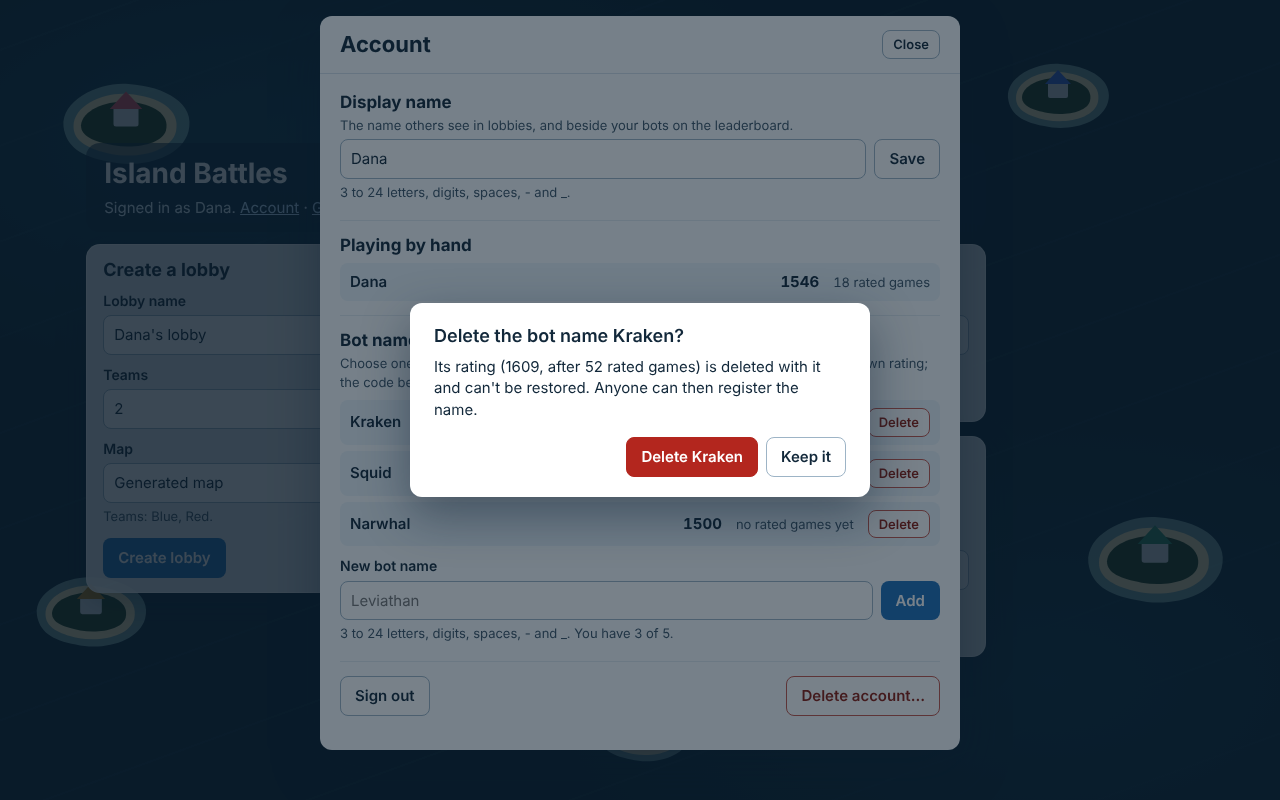 Account
Close
Display name
The name others see in lobbies, and beside your bots on the leaderboard.
Dana
Save
3 to 24 letters, digits, spaces, - and _.
Island Battles
Signed in as Dana. Account ·
Playing by hand
Dana 1546 18 rated games
Create a lobby
Lobby name
Dana's lobby
Teams
2
Map
Generated map
Teams: Blue, Red.
Create lobby
Delete the bot name Kraken?
Its rating (1609, after 52 rated games) is deleted with it
and can't be restored. Anyone can then register the
name.
Delete Kraken
Keep it
Bot
Choose
rating;
the code
Kraken
Delete
Squid
Delete
Narwhal 1500 no rated games yet Delete
New bot name
Leviathan
Add
3 to 24 letters, digits, spaces, - and _. You have 3 of 5.
Sign out
Delete account...